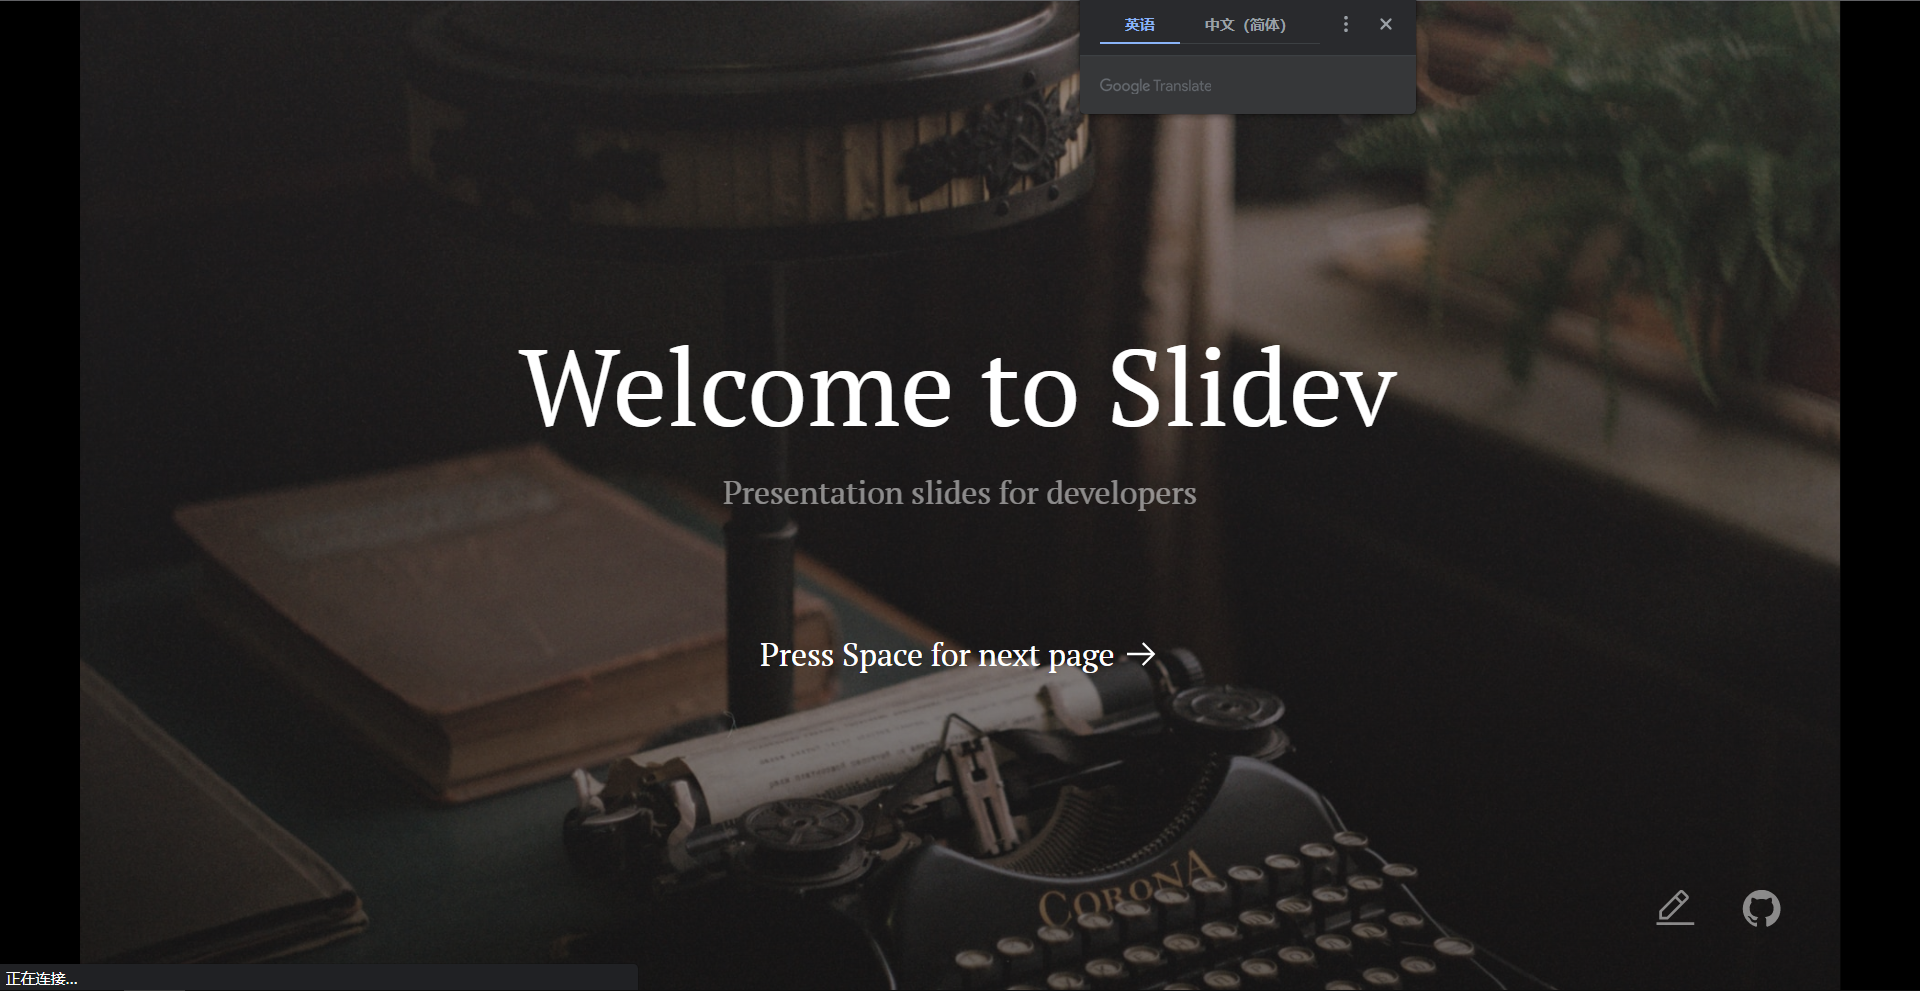 英语 中文（简体）
Google Translate
Welcome to Slidev
Presentation slides for developers
Press Space for next page
CORONA
正在连接...